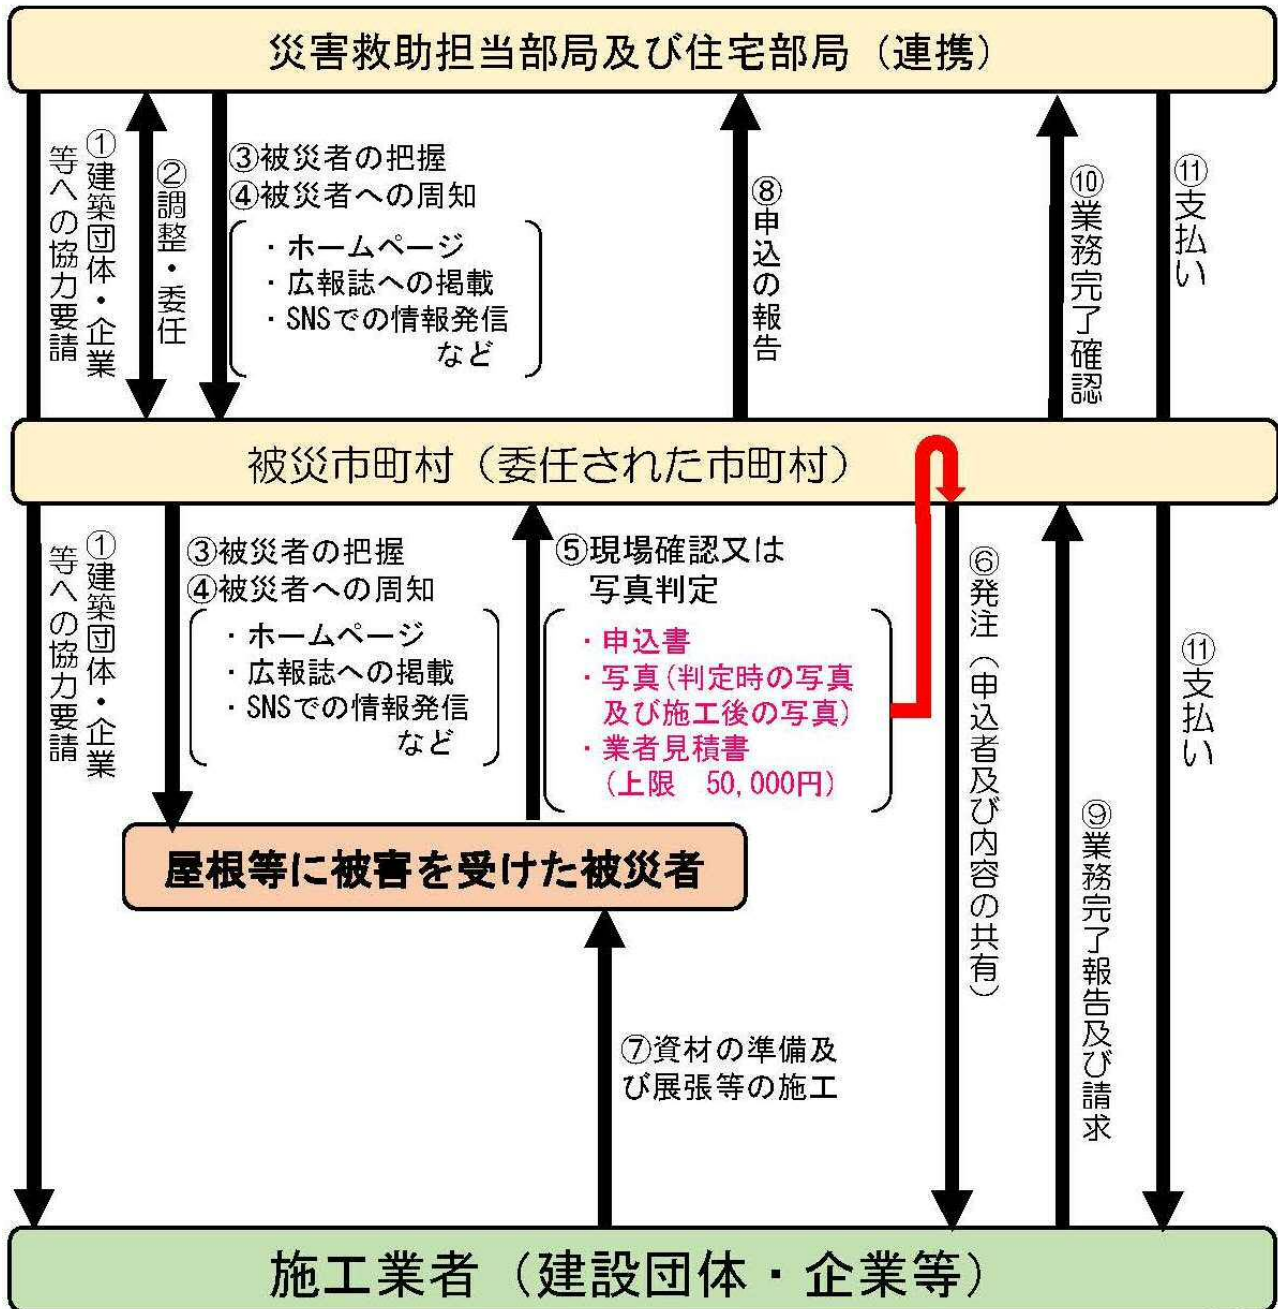 災害救助担当部局及び住宅部局（連携）
①建築団体・企業
等への協力要請
②調整・委任
③被災者の把握
④被災者への周知
・ホームページ
・広報誌への掲載
・SNSでの情報発信
など
⑧申込の報告
⑩業務完了確認
⑪支払い
被災市町村（委任された市町村）
①建築団体・企業
等への協力要請
③被災者の把握
④被災者への周知
・ホームページ
・広報誌への掲載
・SNSでの情報発信
など
⑤現場確認又は
写真判定
・申込書
・写真（判定時の写真
及び施工後の写真）
・業者見積書
（上限　50,000円）
⑥発注（申込者及び内容の共有）
⑨業務完了報告及び請求
⑪支払い
屋根等に被害を受けた被災者
⑦資材の準備及
び展張等の施工
施工業者（建設団体・企業等）